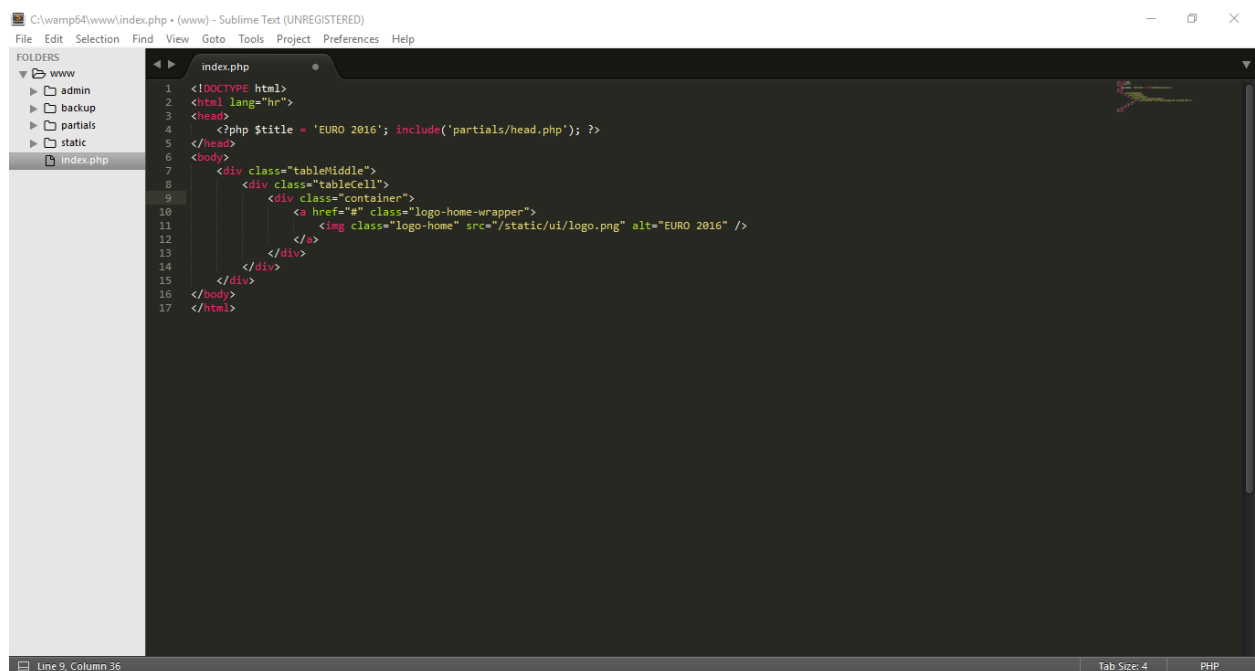 C:\wamp64\www\index.php • (www) - Sublime Text (UNREGISTERED)
File Edit Selection Find View Goto Tools Project Preferences Help
FOLDERS
www
admin
backup
partials
static
index.php
index.php
1 <!DOCTYPE html>
2 <html lang="hr">
3 <head>
4     <?php $title = 'EURO 2016'; include('partials/head.php'); ?>
5 </head>
6 <body>
7     <div class="tableMiddle">
8         <div class="tableCell">
9             <div class="container">
10                 <a href="#" class="logo-home-wrapper">
11                     <img class="logo-home" src="/static/ui/logo.png" alt="EURO 2016" />
12                 </a>
13             </div>
14         </div>
15     </div>
16 </body>
17 </html>
Line 9, Column 36 Tab Size: 4 PHP